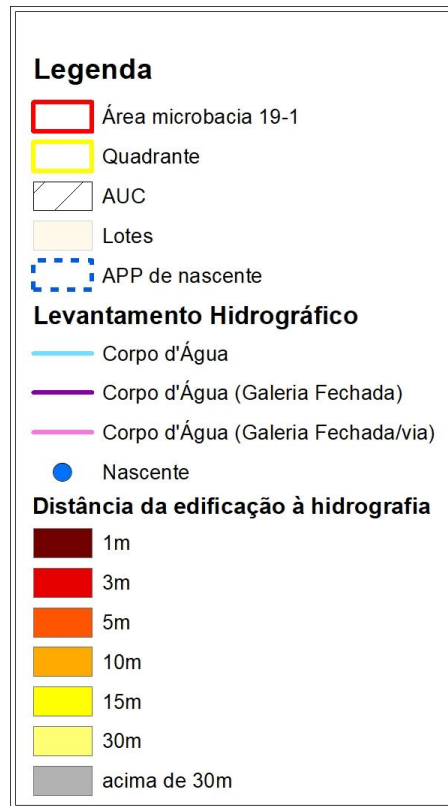 Legenda
Área microbacia 19-1
Quadrante
AUC
Lotes
APP de nascente
Levantamento Hidrográfico
Corpo d'Água
Corpo d'Água (Galeria Fechada)
Corpo d'Água (Galeria Fechada/via)
Nascente
Distância da edificação à hidrografia
1m
3m
5m
10m
15m
30m
acima de 30m